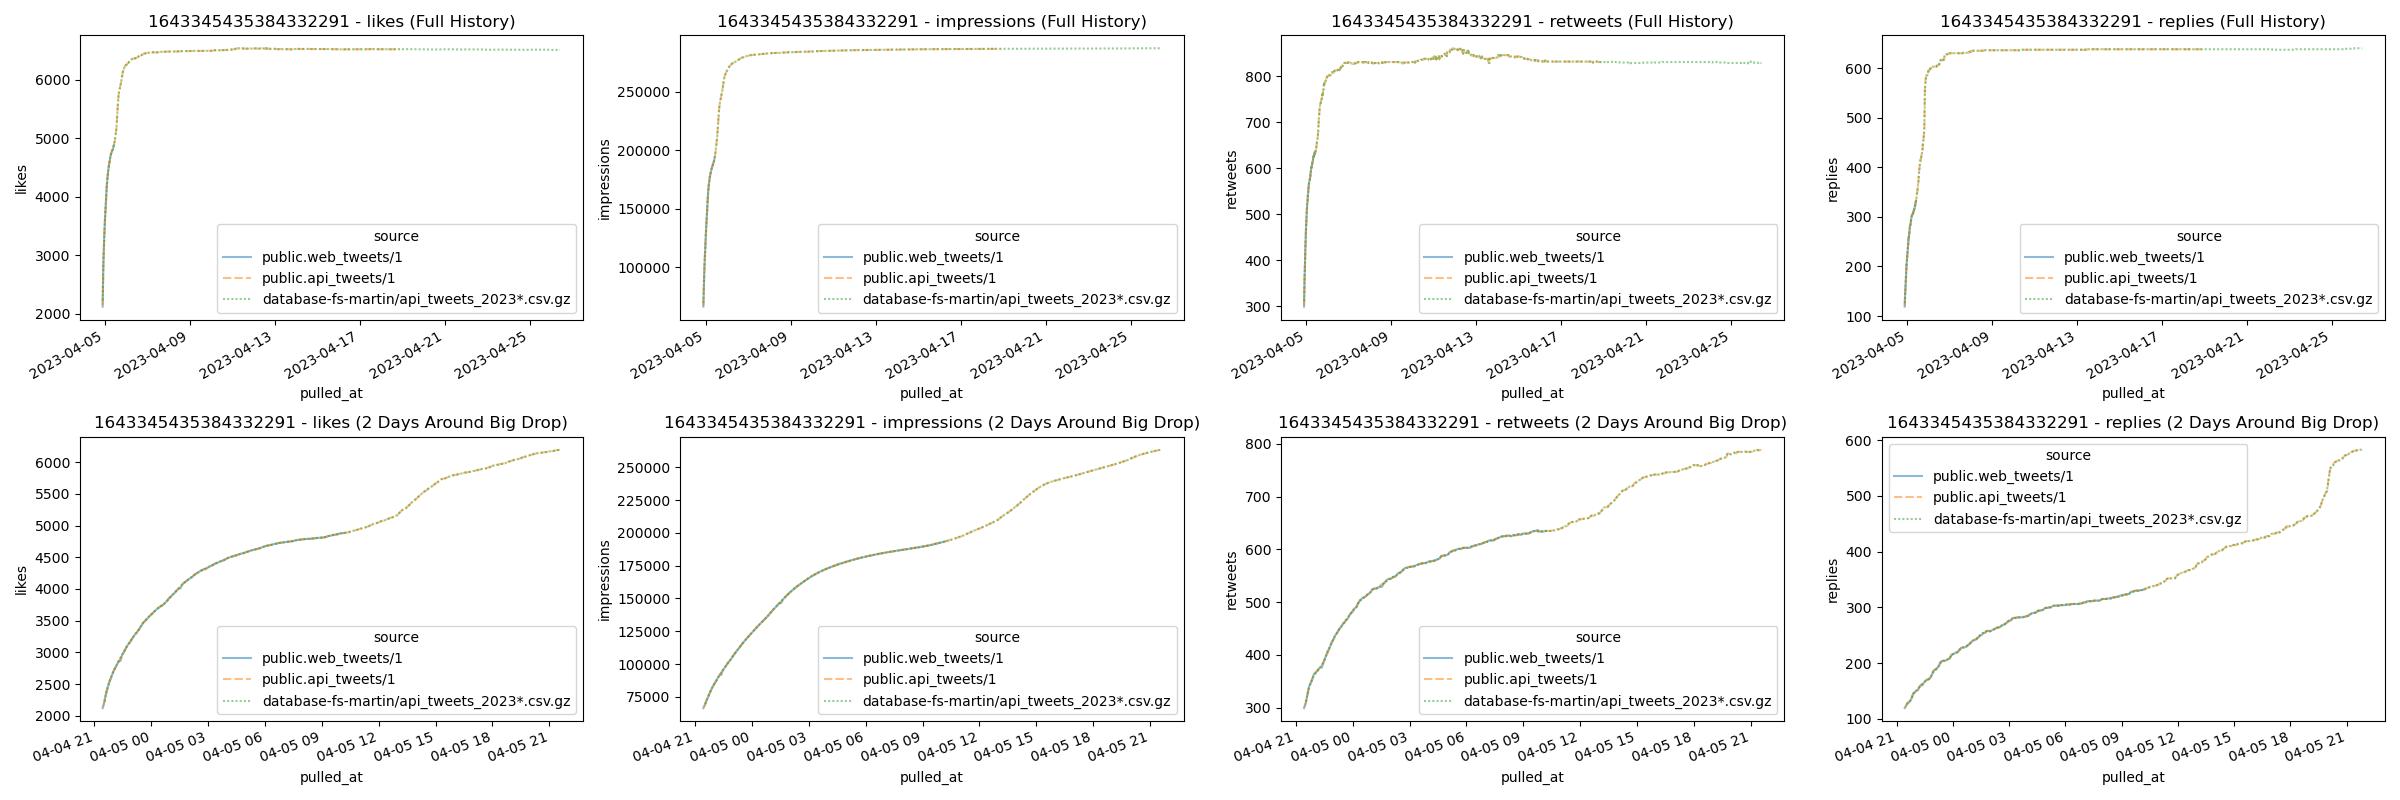 1643345435384332291 - likes (Full History)
likes
6000
5000
4000
3000
2000
source
public.web_tweets/1
public.api_tweets/1
database-fs-martin/api_tweets_2023*.csv.gz
2023-04-05
2023-04-09
2023-04-13
2023-04-17
2023-04-21
2023-04-25
pulled_at
1643345435384332291 - impressions (Full History)
impressions
250000
200000
150000
100000
source
public.web_tweets/1
public.api_tweets/1
database-fs-martin/api_tweets_2023*.csv.gz
2023-04-05
2023-04-09
2023-04-13
2023-04-17
2023-04-21
2023-04-25
pulled_at
1643345435384332291 - retweets (Full History)
retweets
800
700
600
500
400
300
source
public.web_tweets/1
public.api_tweets/1
database-fs-martin/api_tweets_2023*.csv.gz
2023-04-05
2023-04-09
2023-04-13
2023-04-17
2023-04-21
2023-04-25
pulled_at
1643345435384332291 - replies (Full History)
replies
600
500
400
300
200
100
source
public.web_tweets/1
public.api_tweets/1
database-fs-martin/api_tweets_2023*.csv.gz
2023-04-05
2023-04-09
2023-04-13
2023-04-17
2023-04-21
2023-04-25
pulled_at
1643345435384332291 - likes (2 Days Around Big Drop)
likes
6000
5500
5000
4500
4000
3500
3000
2500
2000
source
public.web_tweets/1
public.api_tweets/1
database-fs-martin/api_tweets_2023*.csv.gz
04-04 21
04-05 00
04-05 03
04-05 06
04-05 09
04-05 12
04-05 15
04-05 18
04-05 21
pulled_at
1643345435384332291 - impressions (2 Days Around Big Drop)
impressions
250000
225000
200000
175000
150000
125000
100000
75000
source
public.web_tweets/1
public.api_tweets/1
database-fs-martin/api_tweets_2023*.csv.gz
04-04 21
04-05 00
04-05 03
04-05 06
04-05 09
04-05 12
04-05 15
04-05 18
04-05 21
pulled_at
1643345435384332291 - retweets (2 Days Around Big Drop)
retweets
800
700
600
500
400
300
source
public.web_tweets/1
public.api_tweets/1
database-fs-martin/api_tweets_2023*.csv.gz
04-04 21
04-05 00
04-05 03
04-05 06
04-05 09
04-05 12
04-05 15
04-05 18
04-05 21
pulled_at
1643345435384332291 - replies (2 Days Around Big Drop)
replies
600
500
400
300
200
100
source
public.web_tweets/1
public.api_tweets/1
database-fs-martin/api_tweets_2023*.csv.gz
04-04 21
04-05 00
04-05 03
04-05 06
04-05 09
04-05 12
04-05 15
04-05 18
04-05 21
pulled_at